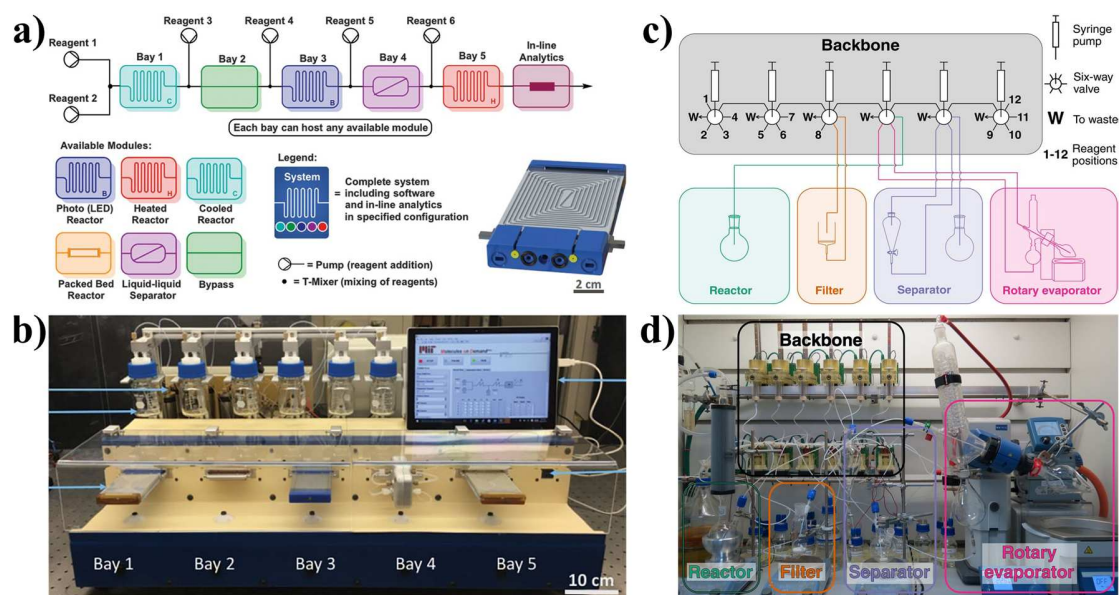 a)
Reagent 1
Reagent 2
Reagent 3
Reagent 4
Reagent 5
Reagent 6
Bay 1
Bay 2
Bay 3
Bay 4
Bay 5
In-line
Analytics
C
B
H
Each bay can host any available module
Available Modules:
B
H
C
Photo (LED)
Reactor
Heated
Reactor
Cooled
Reactor
Packed Bed
Reactor
Liquid-liquid
Separator
Bypass
Legend:
System
Complete system
= including software
and in-line analytics
in specified configuration
= Pump (reagent addition)
= T-Mixer (mixing of reagents)
2 cm
b)
Bay 1
Bay 2
Bay 3
Bay 4
Bay 5
10 cm
c)
Backbone
1
W
4
2
3
W
7
5
6
W
8
W
W
W
12
11
9
10
Reactor
Filter
Separator
Rotary evaporator
Syringe
pump
Six-way
valve
W
To waste
1-12
Reagent
positions
d)
Backbone
Reactor
Filter
Separator
Rotary
evaporator